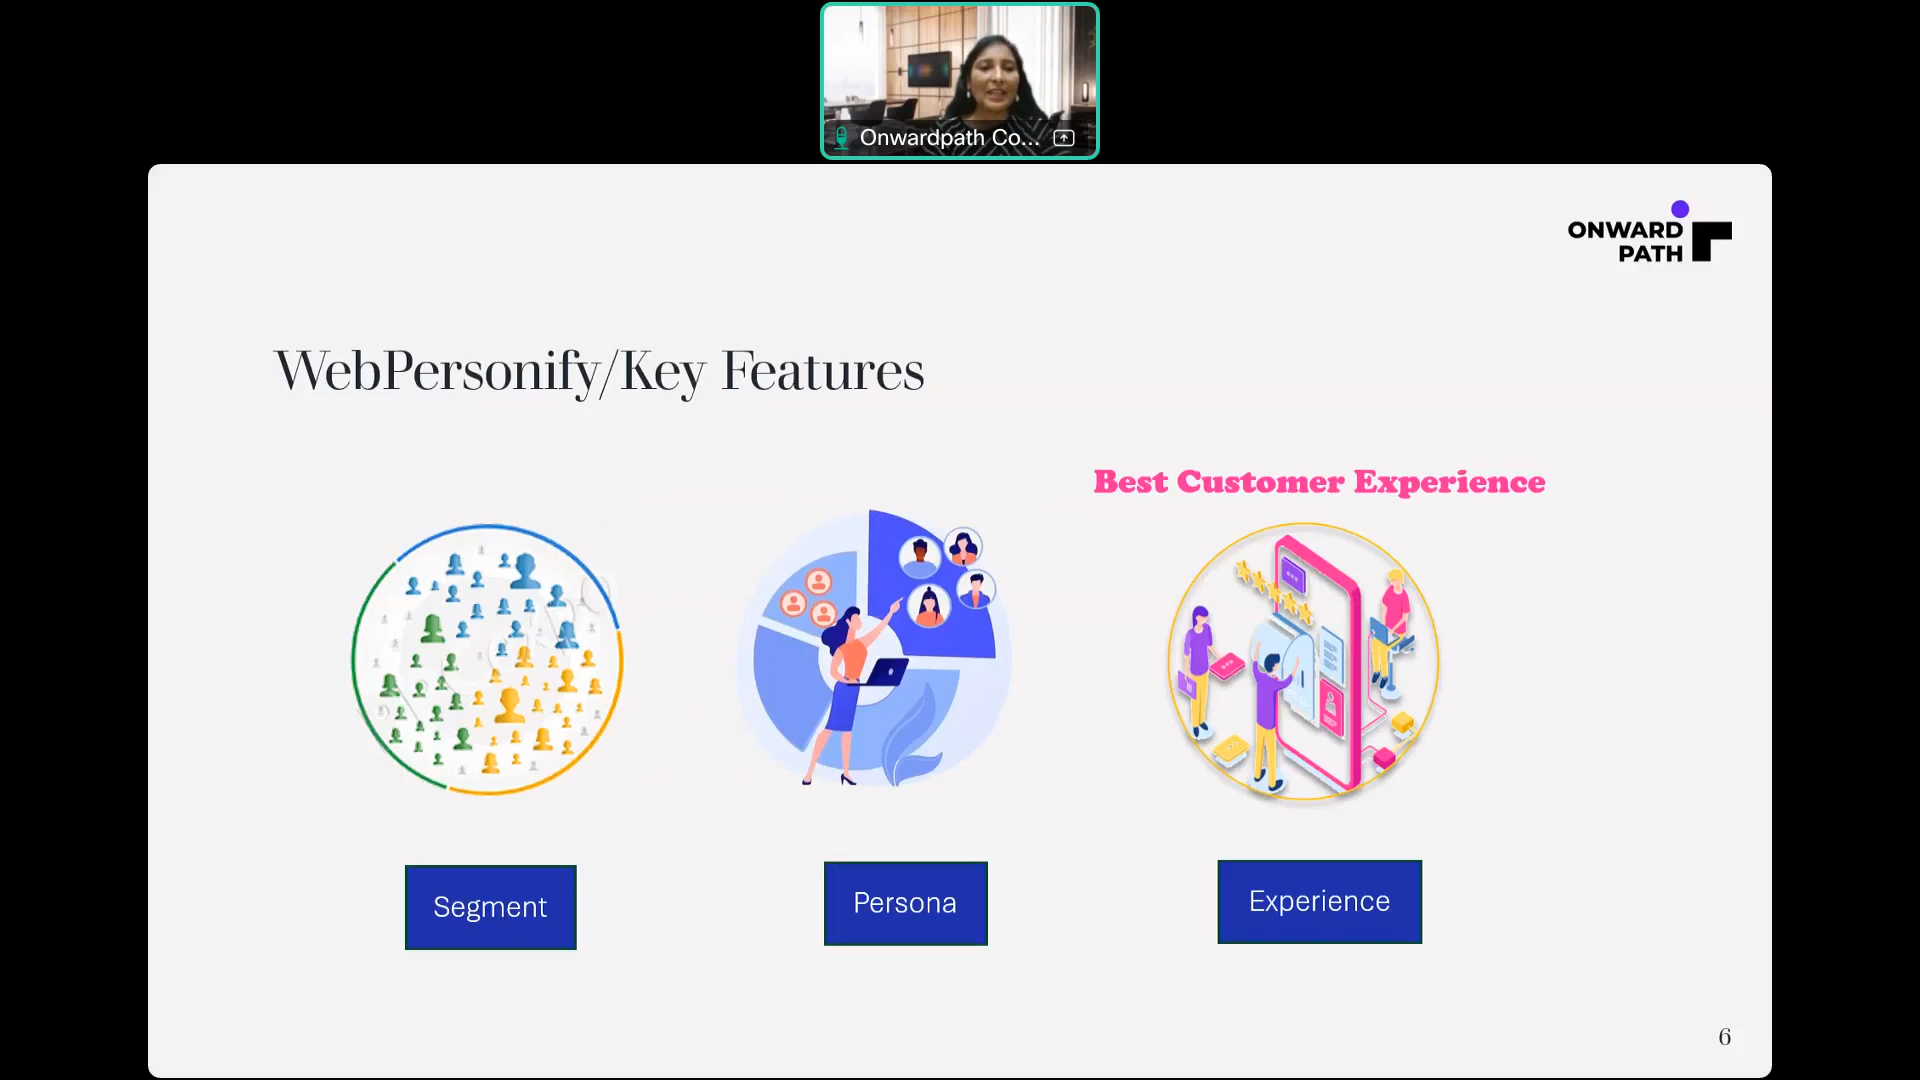 Onwardpath Co...
ONWARD
PATH
WebPersonify/Key Features
Best Customer Experience
Segment
Persona
Experience
6